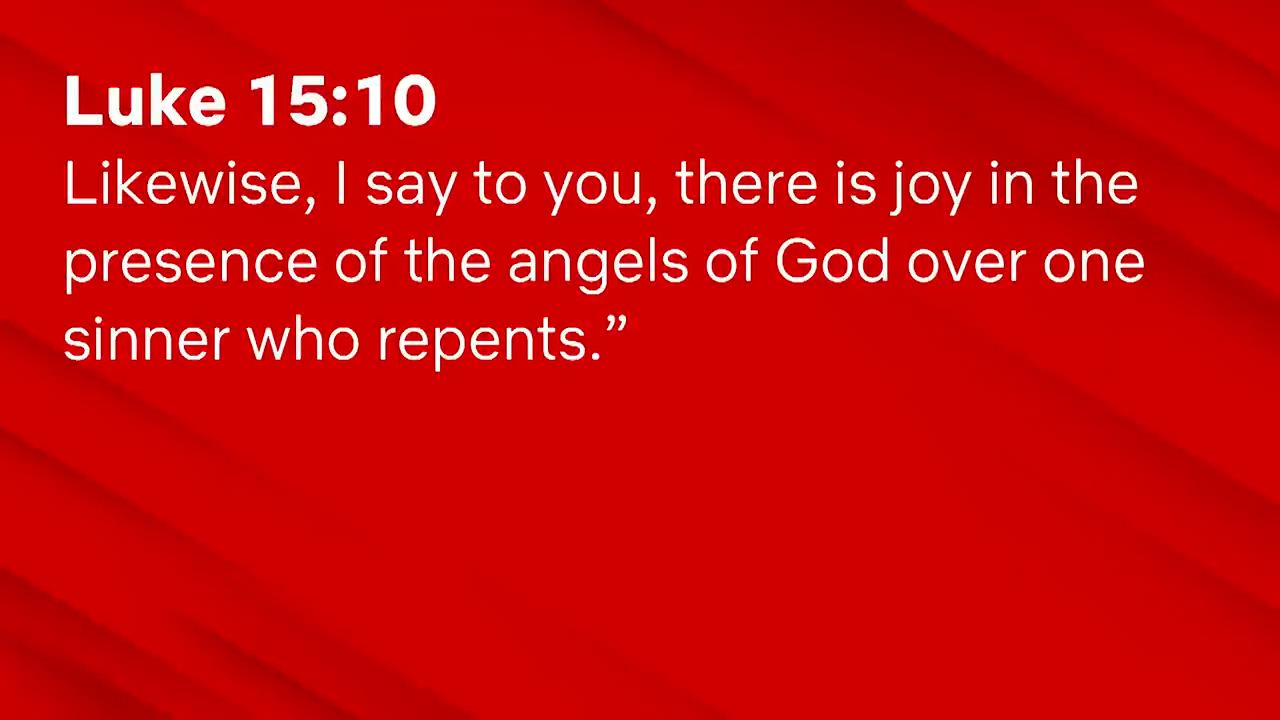 Luke 15:10
Likewise, I say to you, there is joy in the
presence of the angels of God over one
sinner who repents.”